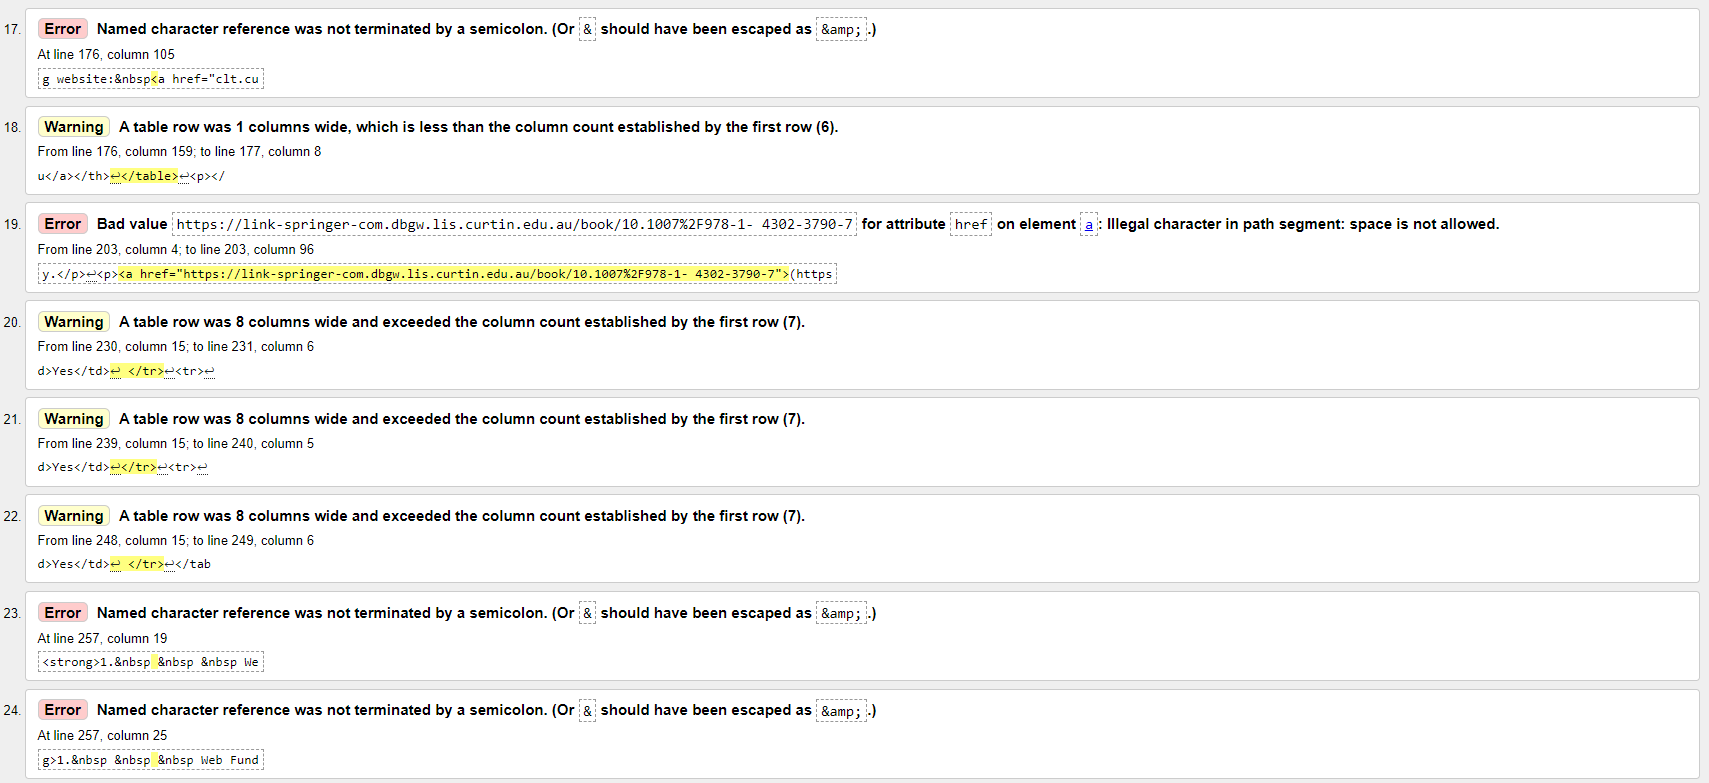 17. Error Named character reference was not terminated by a semicolon. (Or & should have been escaped as &amp; .)
At line 176, column 105
g website:&nbsp<a href="clt.cu
18. Warning A table row was 1 columns wide, which is less than the column count established by the first row (6).
From line 176, column 159; to line 177, column 8
u</a></th>↩</table>↩<p></
19. Error Bad value https://link-springer-com.dbgw.lis.curtin.edu.au/book/10.1007%2F978-1- 4302-3790-7 for attribute href on element a: Illegal character in path segment: space is not allowed.
From line 203, column 4; to line 203, column 96
y.</p>↩<p><a href="https://link-springer-com.dbgw.lis.curtin.edu.au/book/10.1007%2F978-1- 4302-3790-7">(https
20. Warning A table row was 8 columns wide and exceeded the column count established by the first row (7).
From line 230, column 15; to line 231, column 6
d>Yes</td>↩ </tr>↩<tr>↩
21. Warning A table row was 8 columns wide and exceeded the column count established by the first row (7).
From line 239, column 15; to line 240, column 5
d>Yes</td>↩</tr>↩<tr>↩
22. Warning A table row was 8 columns wide and exceeded the column count established by the first row (7).
From line 248, column 15; to line 249, column 6
d>Yes</td>↩ </tr>↩</tab
23. Error Named character reference was not terminated by a semicolon. (Or & should have been escaped as &amp; .)
At line 257, column 19
<strong>1.&nbsp &nbsp &nbsp We
24. Error Named character reference was not terminated by a semicolon. (Or & should have been escaped as &amp; .)
At line 257, column 25
g>1.&nbsp &nbsp &nbsp Web Fund